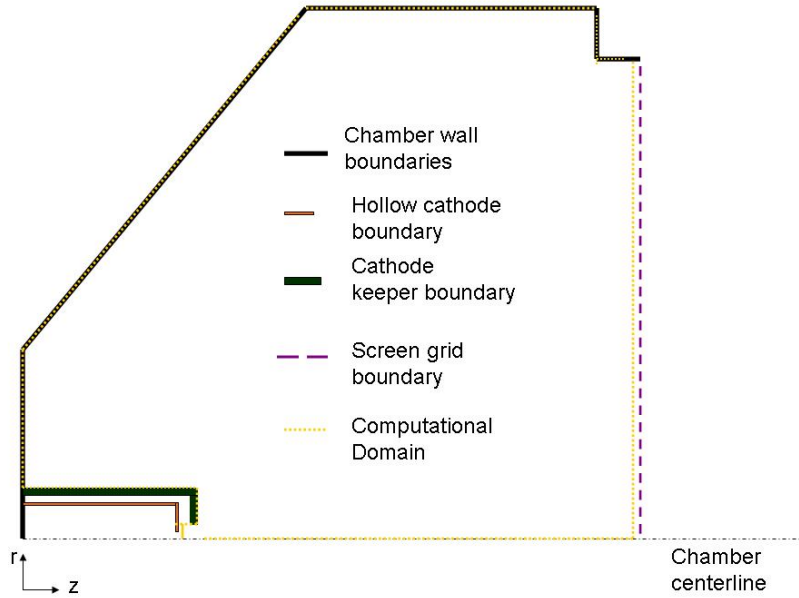 Chamber wall
boundaries
Hollow cathode
boundary
Cathode
keeper boundary
Screen grid
boundary
Computational
Domain
r
z
Chamber
centerline